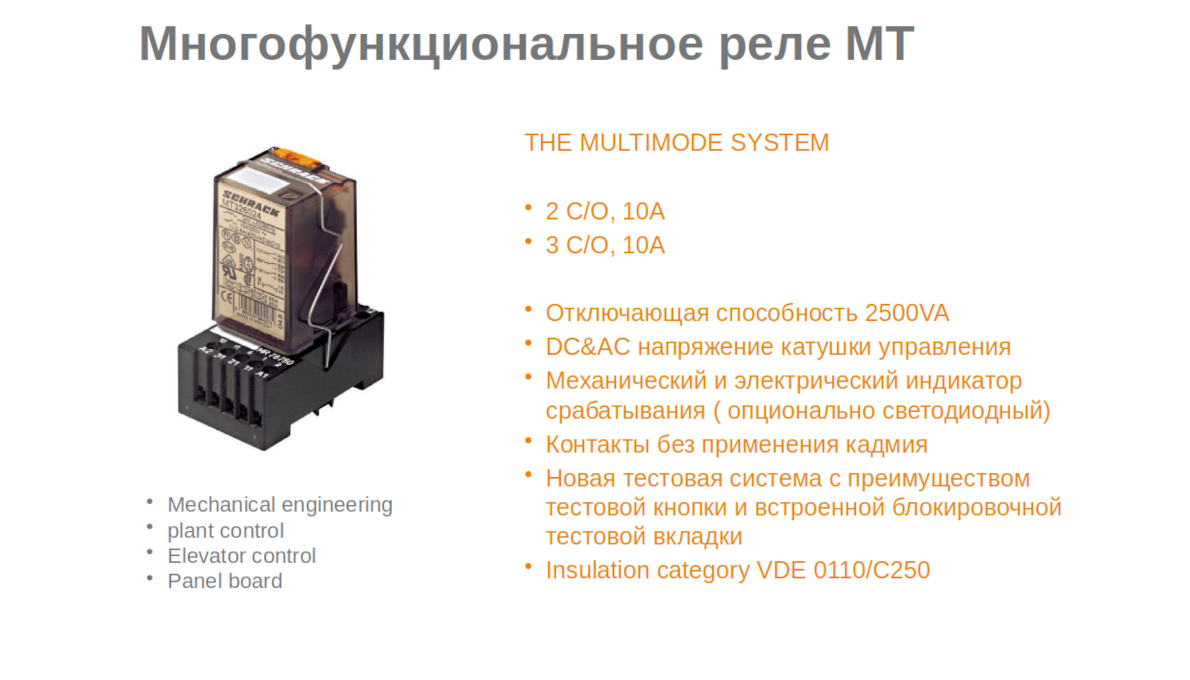 Многофункциональное реле МТ
THE MULTIMODE SYSTEM
• 2 C/O, 10A
• 3 C/O, 10A
• Отключающая способность 2500VA
• DC&AC напряжение катушки управления
• Механический и электрический индикатор
срабатывания ( опционально светодиодный)
• Контакты без применения кадмия
• Новая тестовая система с преимуществом
тестовой кнопки и встроенной блокировочной
тестовой вкладки
• Insulation category VDE 0110/C250
SCHRACK
SCHRACK
MT326024
MR78750
• Mechanical engineering
• plant control
• Elevator control
• Panel board